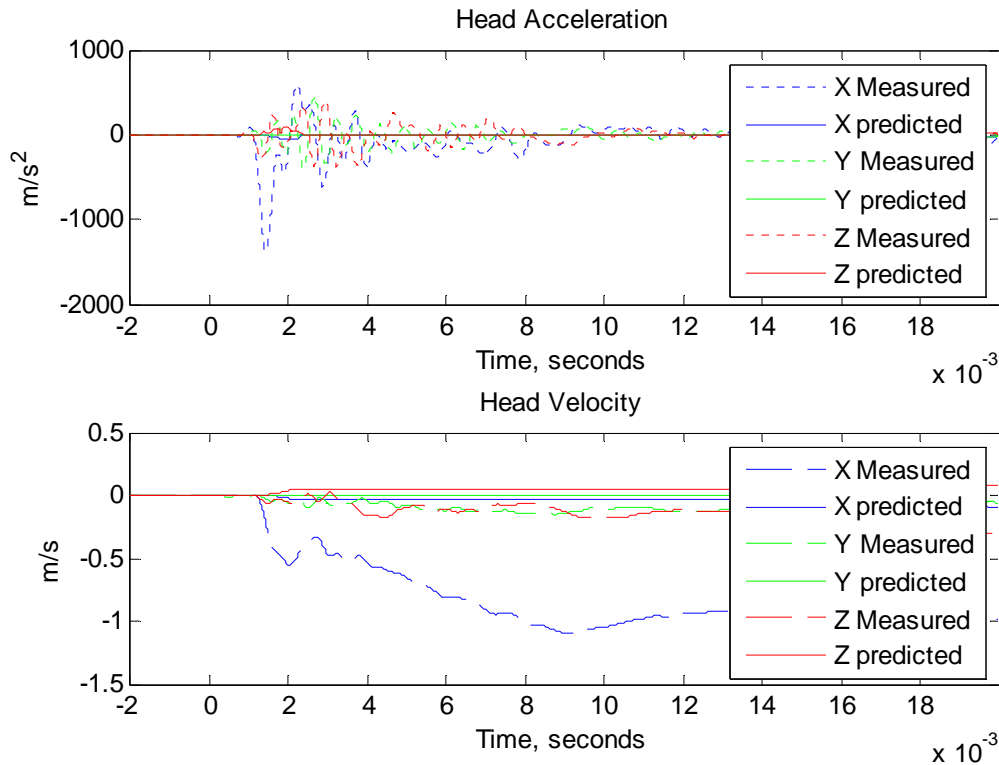 Head Acceleration
1000
0
-1000
-2000
m/s²
X Measured
X predicted
Y Measured
Y predicted
Z Measured
Z predicted
-2 0 2 4 6 8 10 12 14 16 18
Time, seconds
x 10⁻³
Head Velocity
0.5
0
-0.5
-1
-1.5
m/s
X Measured
X predicted
Y Measured
Y predicted
Z Measured
Z predicted
-2 0 2 4 6 8 10 12 14 16 18
Time, seconds
x 10⁻³